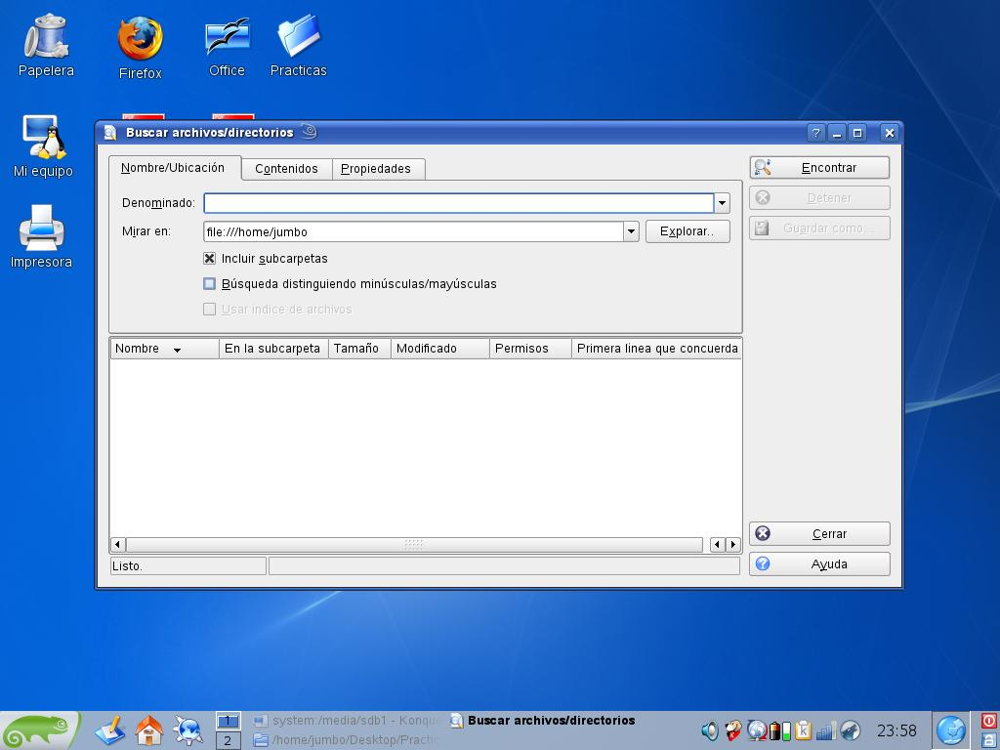 Papelera
Firefox
Office
Practicas
Mi equipo
Impresora
Buscar archivos/directorios
Nombre/Ubicación
Contenidos
Propiedades
Denominado:
Mirar en:
file:///home/jumbo
Explorar..
Incluir subcarpetas
Búsqueda distinguiendo minúsculas/mayúsculas
Usar índice de archivos
Encontrar
Detener
Guardar como...
Nombre
En la subcarpeta
Tamaño
Modificado
Permisos
Primera línea que concuerda
Cerrar
Ayuda
Listo.
1
2
system:/media/sdb1 - Konque
/home/jumbo/Desktop/Practic
Buscar archivos/directorios
23:58